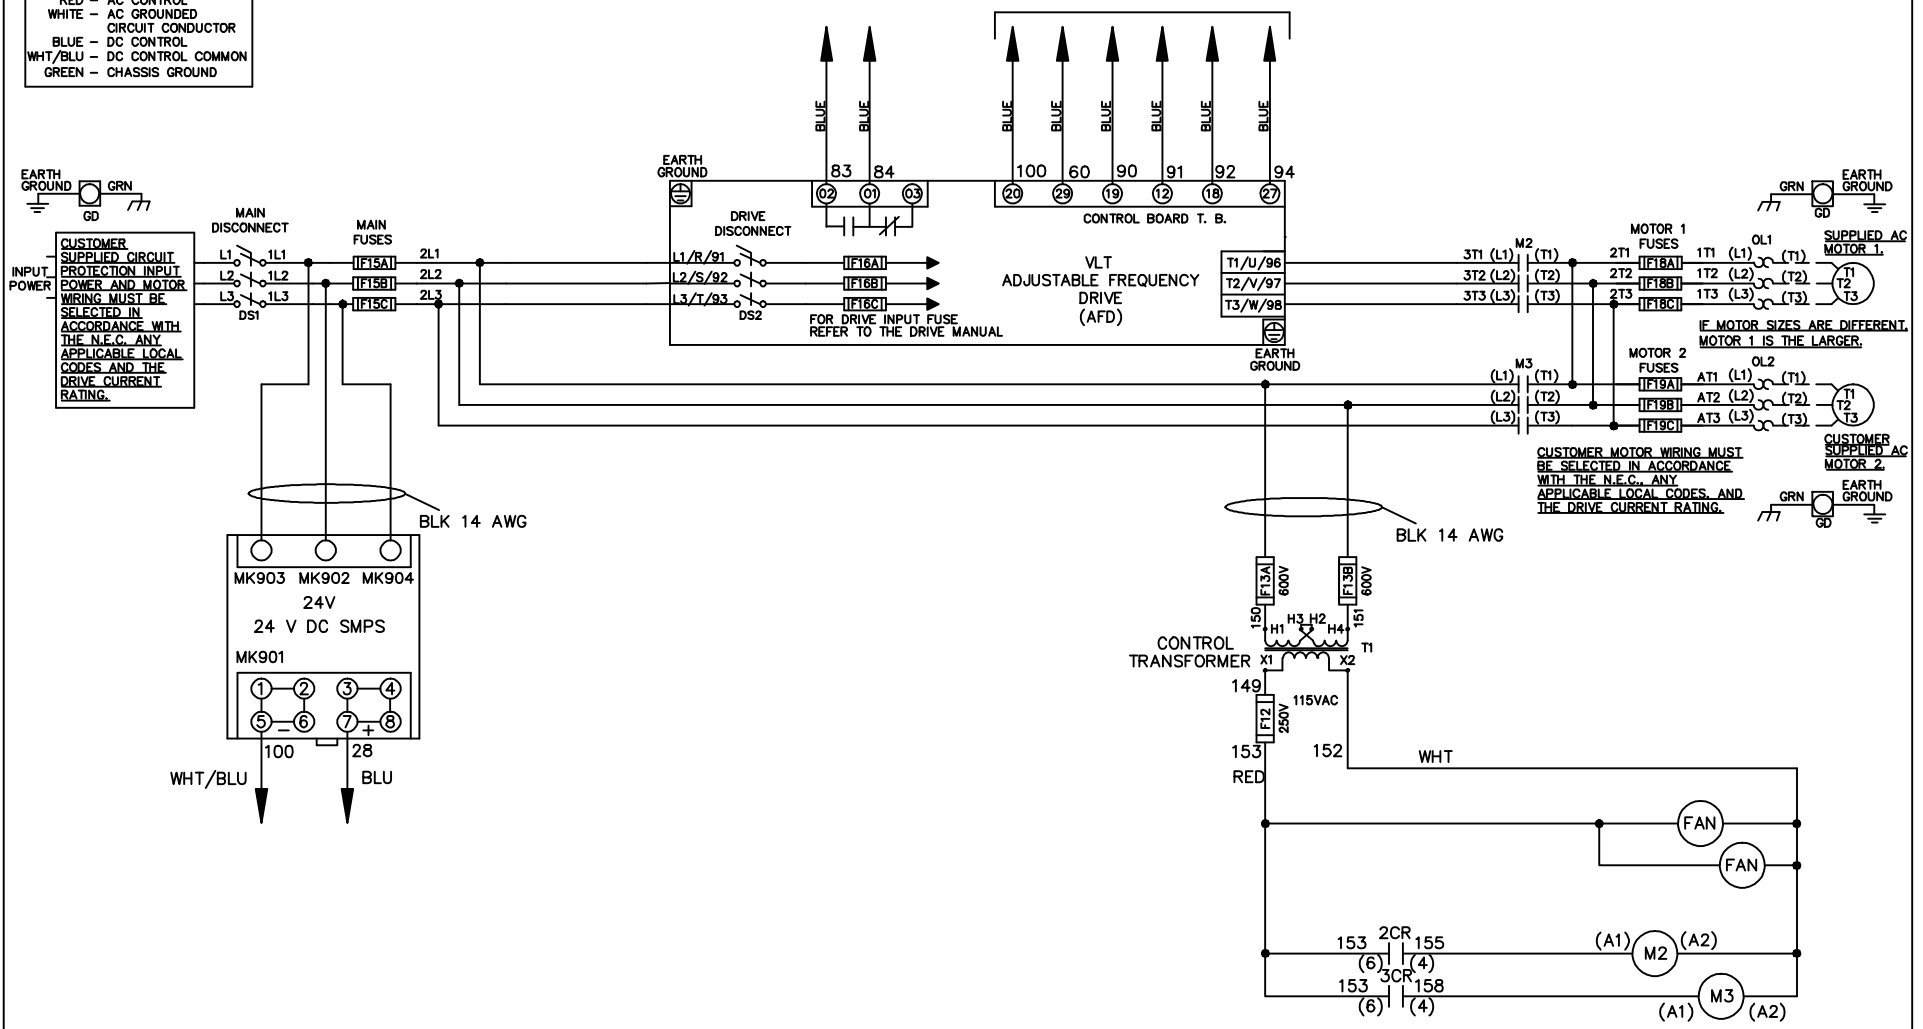 RED – AC CONTROL
WHITE – AC GROUNDED
CIRCUIT CONDUCTOR
BLUE – DC CONTROL
WHT/BLU – DC CONTROL COMMON
GREEN – CHASSIS GROUND
BLUE
BLUE
BLUE
BLUE
BLUE
BLUE
BLUE
BLUE
EARTH
GROUND
GRN
GD
EARTH
GROUND
83 84
02 01 03
100 60 90 91 92 94
20 29 19 12 18 27
CONTROL BOARD T. B.
GRN
EARTH
GROUND
GD
MAIN
DISCONNECT
MAIN
FUSES
DRIVE
DISCONNECT
INPUT
POWER
CUSTOMER
SUPPLIED CIRCUIT
PROTECTION INPUT
POWER AND MOTOR
WIRING MUST BE
SELECTED IN
ACCORDANCE WITH
THE N.E.C. ANY
APPLICABLE LOCAL
CODES AND THE
DRIVE CURRENT
RATING.
L1 1L1 F15A 2L1
L2 1L2 F15B 2L2
L3 1L3 F15C 2L3
DS1
L1/R/91 F16A
L2/S/92 F16B
L3/T/93 F16C
DS2
FOR DRIVE INPUT FUSE
REFER TO THE DRIVE MANUAL
VLT
ADJUSTABLE FREQUENCY
DRIVE
(AFD)
T1/U/96
T2/V/97
T3/W/98
EARTH
GROUND
M2
MOTOR 1
FUSES
OL1
3T1 (L1) (T1) 2T1 F18A 1T1 (L1) (T1)
3T2 (L2) (T2) 2T2 F18B 1T2 (L2) (T2)
3T3 (L3) (T3) 2T3 F18C 1T3 (L3) (T3)
SUPPLIED AC
MOTOR 1.
T1
T2
T3
IF MOTOR SIZES ARE DIFFERENT,
MOTOR 1 IS THE LARGER.
M3
MOTOR 2
FUSES
OL2
(L1) (T1) F19A AT1 (L1) (T1)
(L2) (T2) F19B AT2 (L2) (T2)
(L3) (T3) F19C AT3 (L3) (T3)
T1
T2
T3
CUSTOMER
SUPPLIED AC
MOTOR 2.
CUSTOMER MOTOR WIRING MUST
BE SELECTED IN ACCORDANCE
WITH THE N.E.C., ANY
APPLICABLE LOCAL CODES, AND
THE DRIVE CURRENT RATING.
GRN
EARTH
GROUND
GD
BLK 14 AWG
BLK 14 AWG
MK903 MK902 MK904
24V
24 V DC SMPS
MK901
1 2 3 4
5 6 7 8
– +
100 28
WHT/BLU BLU
F13A 600V F13B 600V
150 151
H1 H3 H2 H4
T1
CONTROL
TRANSFORMER
X1 X2
149
115VAC
F12 250V
153 152
RED
WHT
FAN
FAN
2CR
153 155
(6) (4)
(A1) M2 (A2)
3CR
153 158
(6) (4)
(A1) M3 (A2)